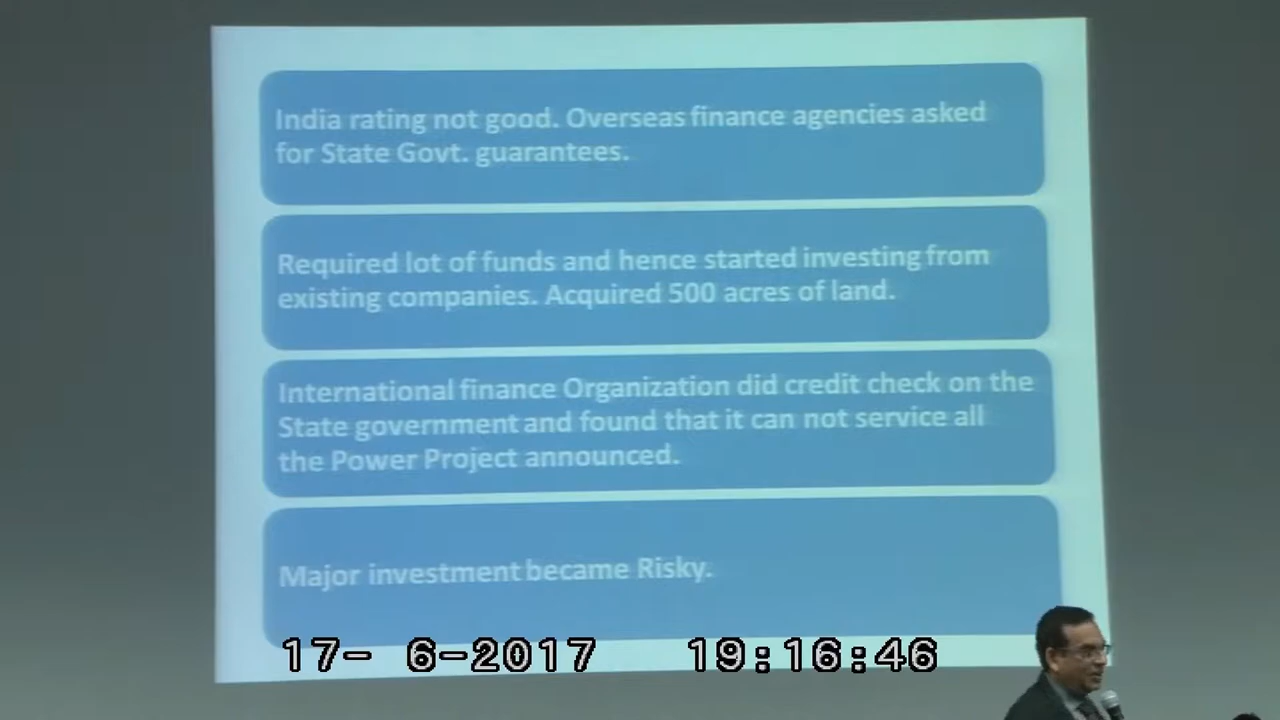 India rating not good. Overseas finance agencies asked
for State Govt. guarantees.
Required lot of funds and hence started investing from
existing companies. Acquired 500 acres of land.
International finance Organization did credit check on the
State government and found that it can not service all
the Power Project announced.
Major investment became Risky.
17- 6-2017 19:16:46